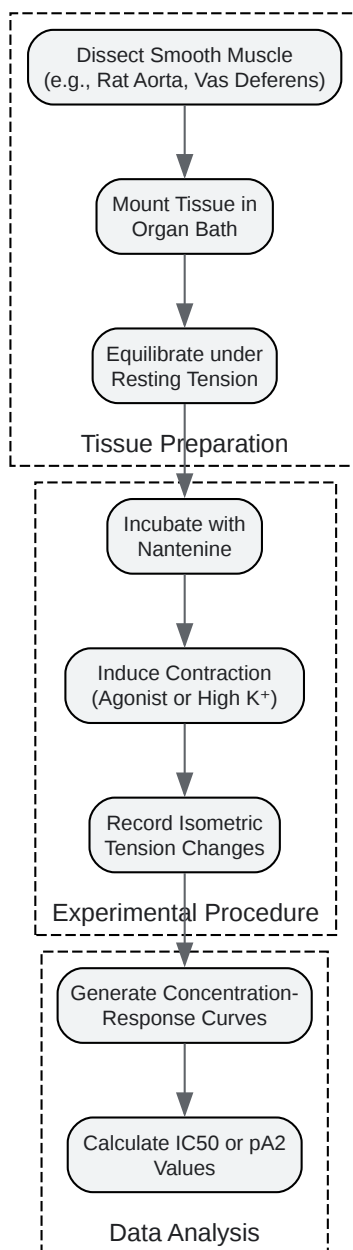 Dissect Smooth Muscle
(e.g., Rat Aorta, Vas Deferens)
Mount Tissue in
Organ Bath
Equilibrate under
Resting Tension
Tissue Preparation
Incubate with
Nantenine
Induce Contraction
(Agonist or High K⁺)
Record Isometric
Tension Changes
Experimental Procedure
Generate Concentration-
Response Curves
Calculate IC50 or pA2
Values
Data Analysis